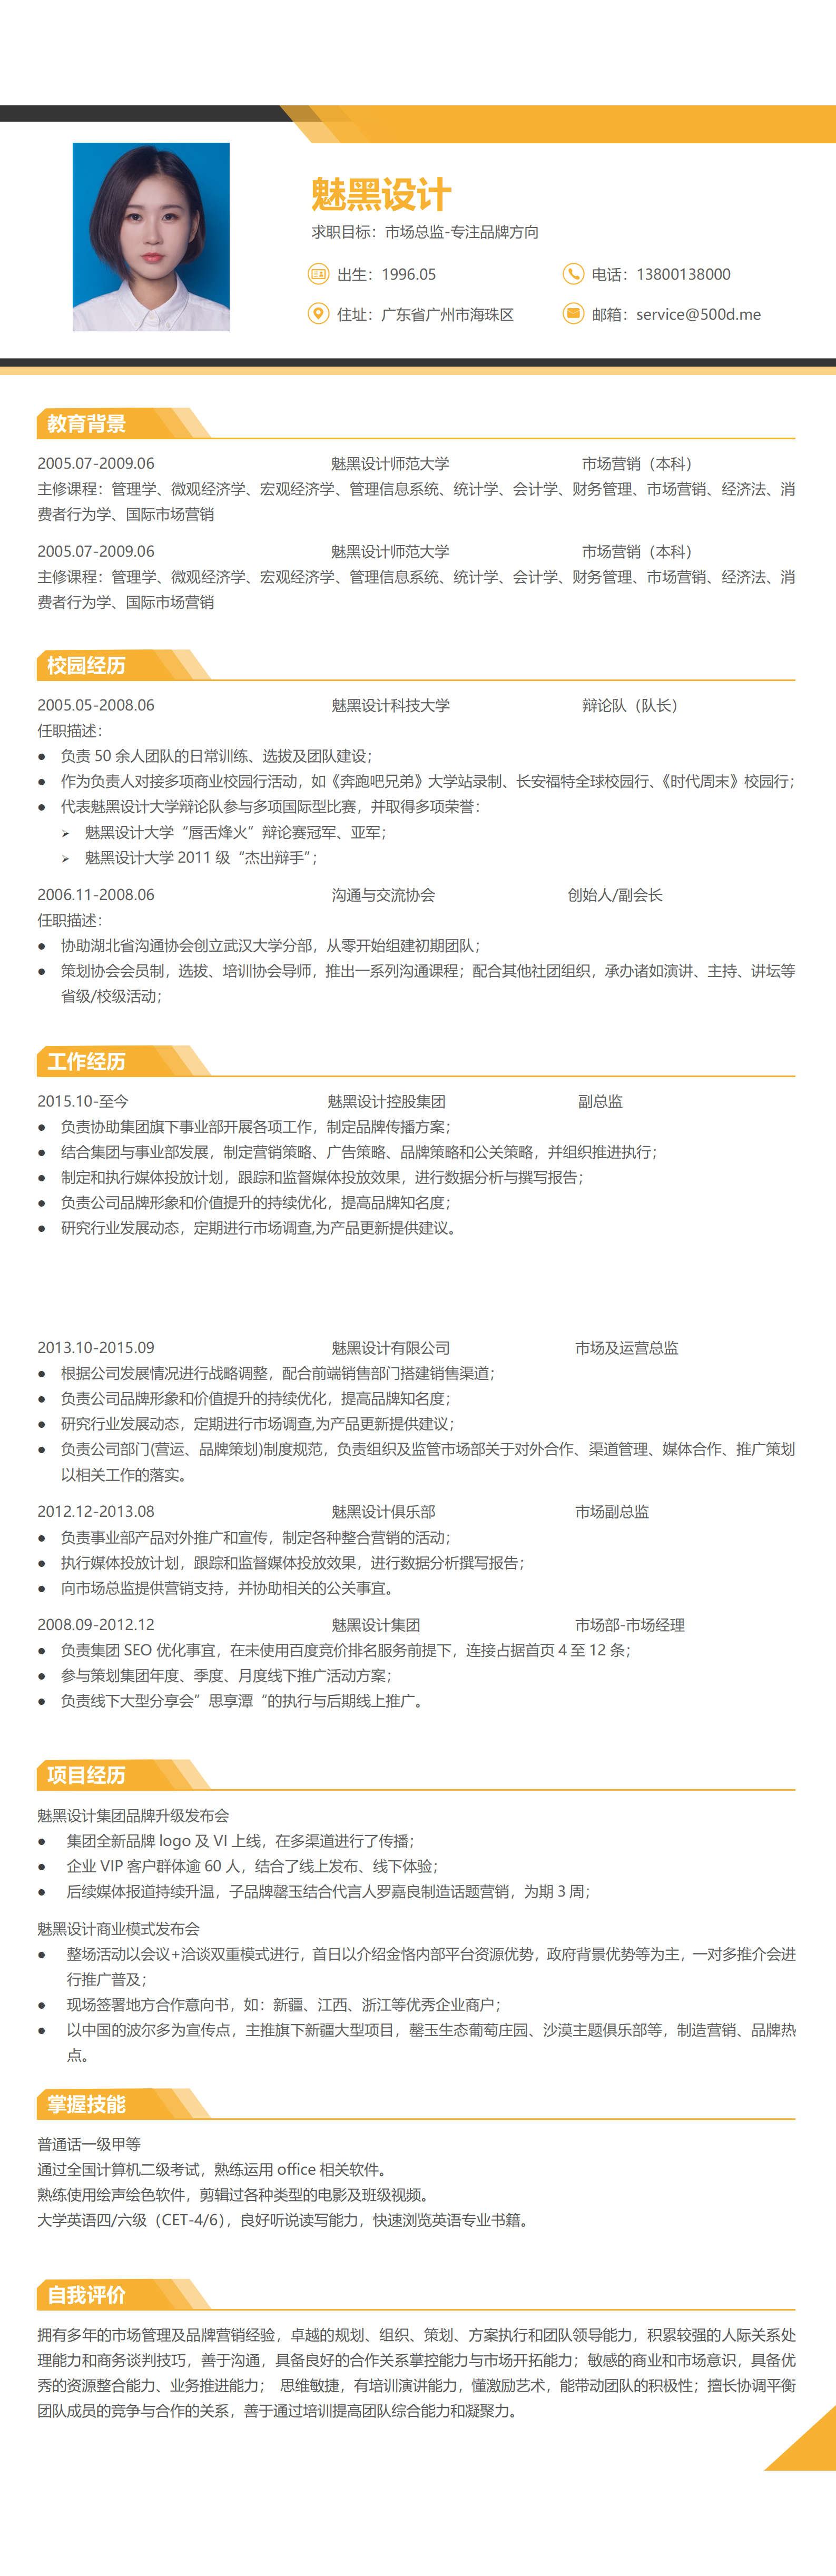 魅黑设计
求职目标：市场总监-专注品牌方向
出生：1996.05 电话：13800138000
住址：广东省广州市海珠区 邮箱：service@500d.me
教育背景
2005.07-2009.06 魅黑设计师范大学 市场营销（本科）
主修课程：管理学、微观经济学、宏观经济学、管理信息系统、统计学、会计学、财务管理、市场营销、经济法、消
费者行为学、国际市场营销
2005.07-2009.06 魅黑设计师范大学 市场营销（本科）
主修课程：管理学、微观经济学、宏观经济学、管理信息系统、统计学、会计学、财务管理、市场营销、经济法、消
费者行为学、国际市场营销
校园经历
2005.05-2008.06 魅黑设计科技大学 辩论队（队长）
任职描述：
● 负责 50 余人团队的日常训练、选拔及团队建设；
● 作为负责人对接多项商业校园行活动，如《奔跑吧兄弟》大学站录制、长安福特全球校园行、《时代周末》校园行；
● 代表魅黑设计大学辩论队参与多项国际型比赛，并取得多项荣誉：
➢ 魅黑设计大学“唇舌烽火”辩论赛冠军、亚军；
➢ 魅黑设计大学 2011 级“杰出辩手”；
2006.11-2008.06 沟通与交流协会 创始人/副会长
任职描述：
● 协助湖北省沟通协会创立武汉大学分部，从零开始组建初期团队；
● 策划协会会员制，选拔、培训协会导师，推出一系列沟通课程；配合其他社团组织，承办诸如演讲、主持、讲坛等
省级/校级活动；
工作经历
2015.10-至今 魅黑设计控股集团 副总监
● 负责协助集团旗下事业部开展各项工作，制定品牌传播方案；
● 结合集团与事业部发展，制定营销策略、广告策略、品牌策略和公关策略，并组织推进执行；
● 制定和执行媒体投放计划，跟踪和监督媒体投放效果，进行数据分析与撰写报告；
● 负责公司品牌形象和价值提升的持续优化，提高品牌知名度；
● 研究行业发展动态，定期进行市场调查,为产品更新提供建议。
2013.10-2015.09 魅黑设计有限公司 市场及运营总监
● 根据公司发展情况进行战略调整，配合前端销售部门搭建销售渠道；
● 负责公司品牌形象和价值提升的持续优化，提高品牌知名度；
● 研究行业发展动态，定期进行市场调查,为产品更新提供建议；
● 负责公司部门(营运、品牌策划)制度规范，负责组织及监管市场部关于对外合作、渠道管理、媒体合作、推广策划
以相关工作的落实。
2012.12-2013.08 魅黑设计俱乐部 市场副总监
● 负责事业部产品对外推广和宣传，制定各种整合营销的活动；
● 执行媒体投放计划，跟踪和监督媒体投放效果，进行数据分析撰写报告；
● 向市场总监提供营销支持，并协助相关的公关事宜。
2008.09-2012.12 魅黑设计集团 市场部-市场经理
● 负责集团 SEO 优化事宜，在未使用百度竞价排名服务前提下，连接占据首页 4 至 12 条；
● 参与策划集团年度、季度、月度线下推广活动方案；
● 负责线下大型分享会”思享潭“的执行与后期线上推广。
项目经历
魅黑设计集团品牌升级发布会
● 集团全新品牌 logo 及 VI 上线，在多渠道进行了传播；
● 企业 VIP 客户群体逾 60 人，结合了线上发布、线下体验；
● 后续媒体报道持续升温，子品牌罄玉结合代言人罗嘉良制造话题营销，为期 3 周；
魅黑设计商业模式发布会
● 整场活动以会议+洽谈双重模式进行，首日以介绍金恪内部平台资源优势，政府背景优势等为主，一对多推介会进
行推广普及；
● 现场签署地方合作意向书，如：新疆、江西、浙江等优秀企业商户；
● 以中国的波尔多为宣传点，主推旗下新疆大型项目，罄玉生态葡萄庄园、沙漠主题俱乐部等，制造营销、品牌热
点。
掌握技能
普通话一级甲等
通过全国计算机二级考试，熟练运用 office 相关软件。
熟练使用绘声绘色软件，剪辑过各种类型的电影及班级视频。
大学英语四/六级（CET-4/6），良好听说读写能力，快速浏览英语专业书籍。
自我评价
拥有多年的市场管理及品牌营销经验，卓越的规划、组织、策划、方案执行和团队领导能力，积累较强的人际关系处
理能力和商务谈判技巧，善于沟通，具备良好的合作关系掌控能力与市场开拓能力；敏感的商业和市场意识，具备优
秀的资源整合能力、业务推进能力； 思维敏捷，有培训演讲能力，懂激励艺术，能带动团队的积极性；擅长协调平衡
团队成员的竞争与合作的关系，善于通过培训提高团队综合能力和凝聚力。